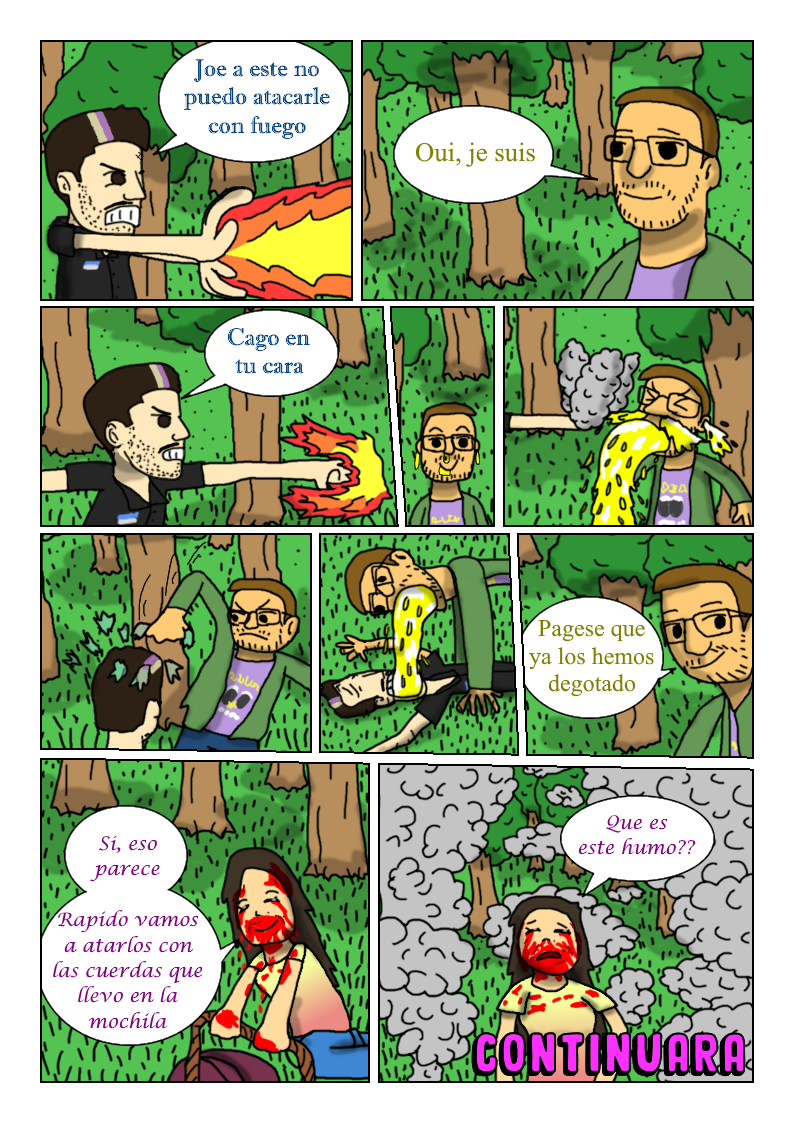 Joe a este no
puedo atacarle
con fuego
Oui, je suis
Cago en
tu cara
Pagese que
ya los hemos
degotado
Sí, eso
parece
Rapído vamos
a atarlos con
las cuerdas que
llevo en la
mochila
Que es
este humo??
CONTINUARA